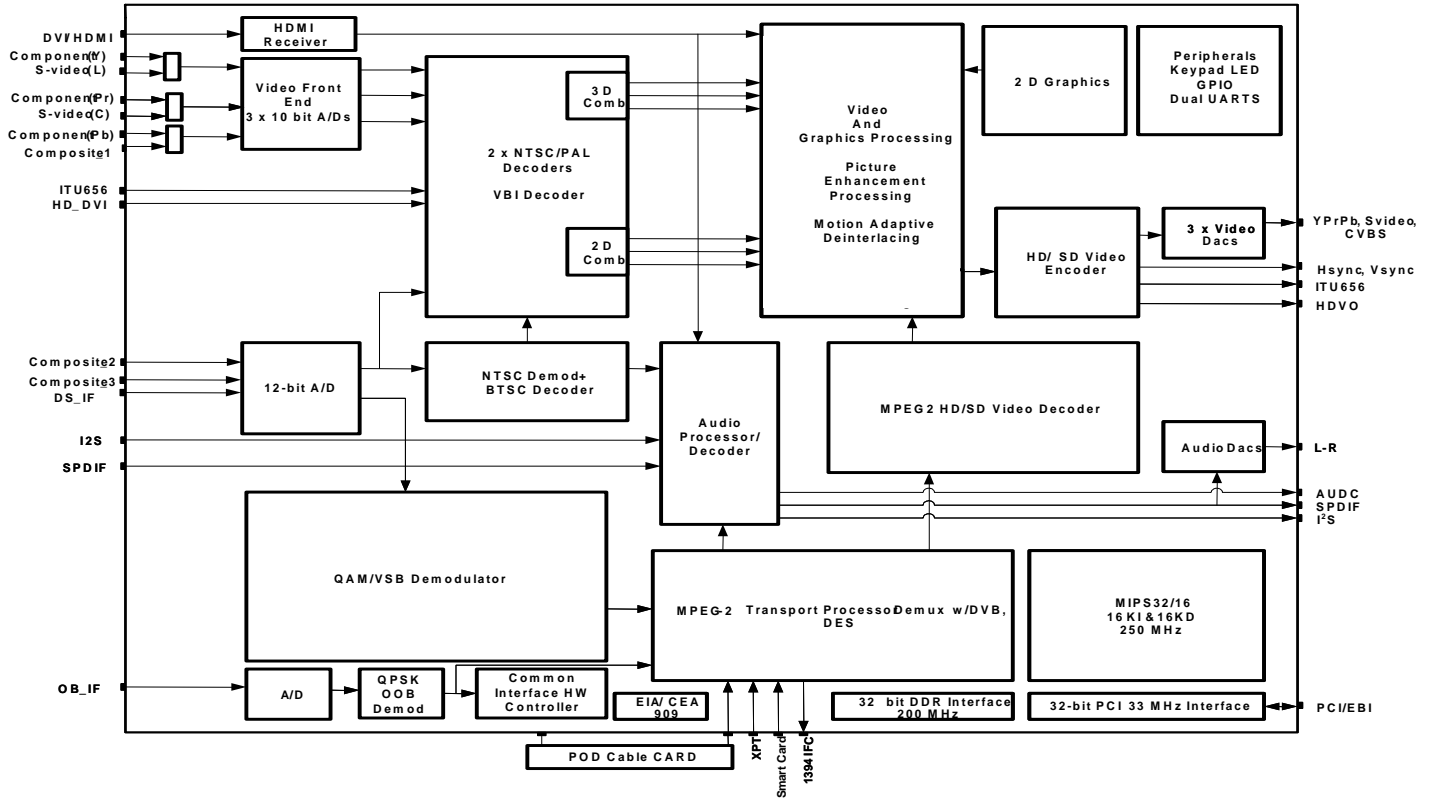 DVI/HDMI
Component(Y)
S-video(L)
Component(Pr)
S-video(C)
Component(Pb)
Composite1
ITU656
HD_DVI
Composite2
Composite3
DS_IF
I2S
SPDIF
OB_IF
HDMI
Receiver
Video Front
End
3 x 10 bit A/Ds
3D
Comb
2 x NTSC/PAL
Decoders
VBI Decoder
2D
Comb
Video
And
Graphics Processing
Picture
Enhancement
Processing
Motion Adaptive
Deinterlacing
2D Graphics
Peripherals
Keypad LED
GPIO
Dual UARTS
HD/ SD Video
Encoder
3 x Video
Dacs
YPrPb, Svideo,
CVBS
Hsync, Vsync
ITU656
HDVO
12-bit A/D
NTSC Demod+
BTSC Decoder
Audio
Processor/
Decoder
MPEG2 HD/SD Video Decoder
Audio Dacs
L-R
AUDC
SPDIF
I²S
QAM/VSB Demodulator
MPEG-2 Transport Processor Demux w/DVB,
DES
MIPS32/16
16KI & 16KD
250 MHz
A/D
QPSK
OOB
Demod
Common
Interface HW
Controller
EIA/ CEA
909
32 bit DDR Interface
200 MHz
32-bit PCI 33 MHz Interface
PCI/EBI
POD Cable CARD
XPT
Smart Card
1394 IFC